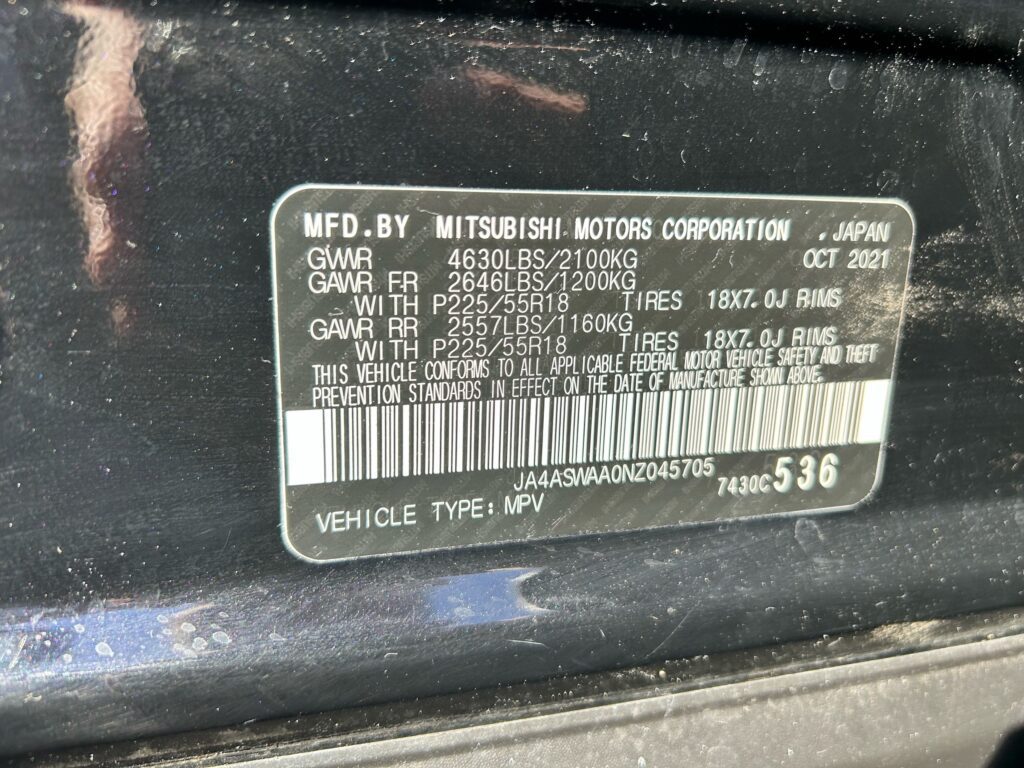 MFD.BY MITSUBISHI MOTORS CORPORATION .JAPAN
GVWR 4630LBS/2100KG OCT 2021
GAWR FR 2646LBS/1200KG
WITH P225/55R18 TIRES 18X7.0J RIMS
GAWR RR 2557LBS/1160KG
WITH P225/55R18 TIRES 18X7.0J RIMS
THIS VEHICLE CONFORMS TO ALL APPLICABLE FEDERAL MOTOR VEHICLE SAFETY AND THEFT
PREVENTION STANDARDS IN EFFECT ON THE DATE OF MANUFACTURE SHOWN ABOVE.
JA4ASWAA0NZ045705
7430C 536
VEHICLE TYPE: MPV